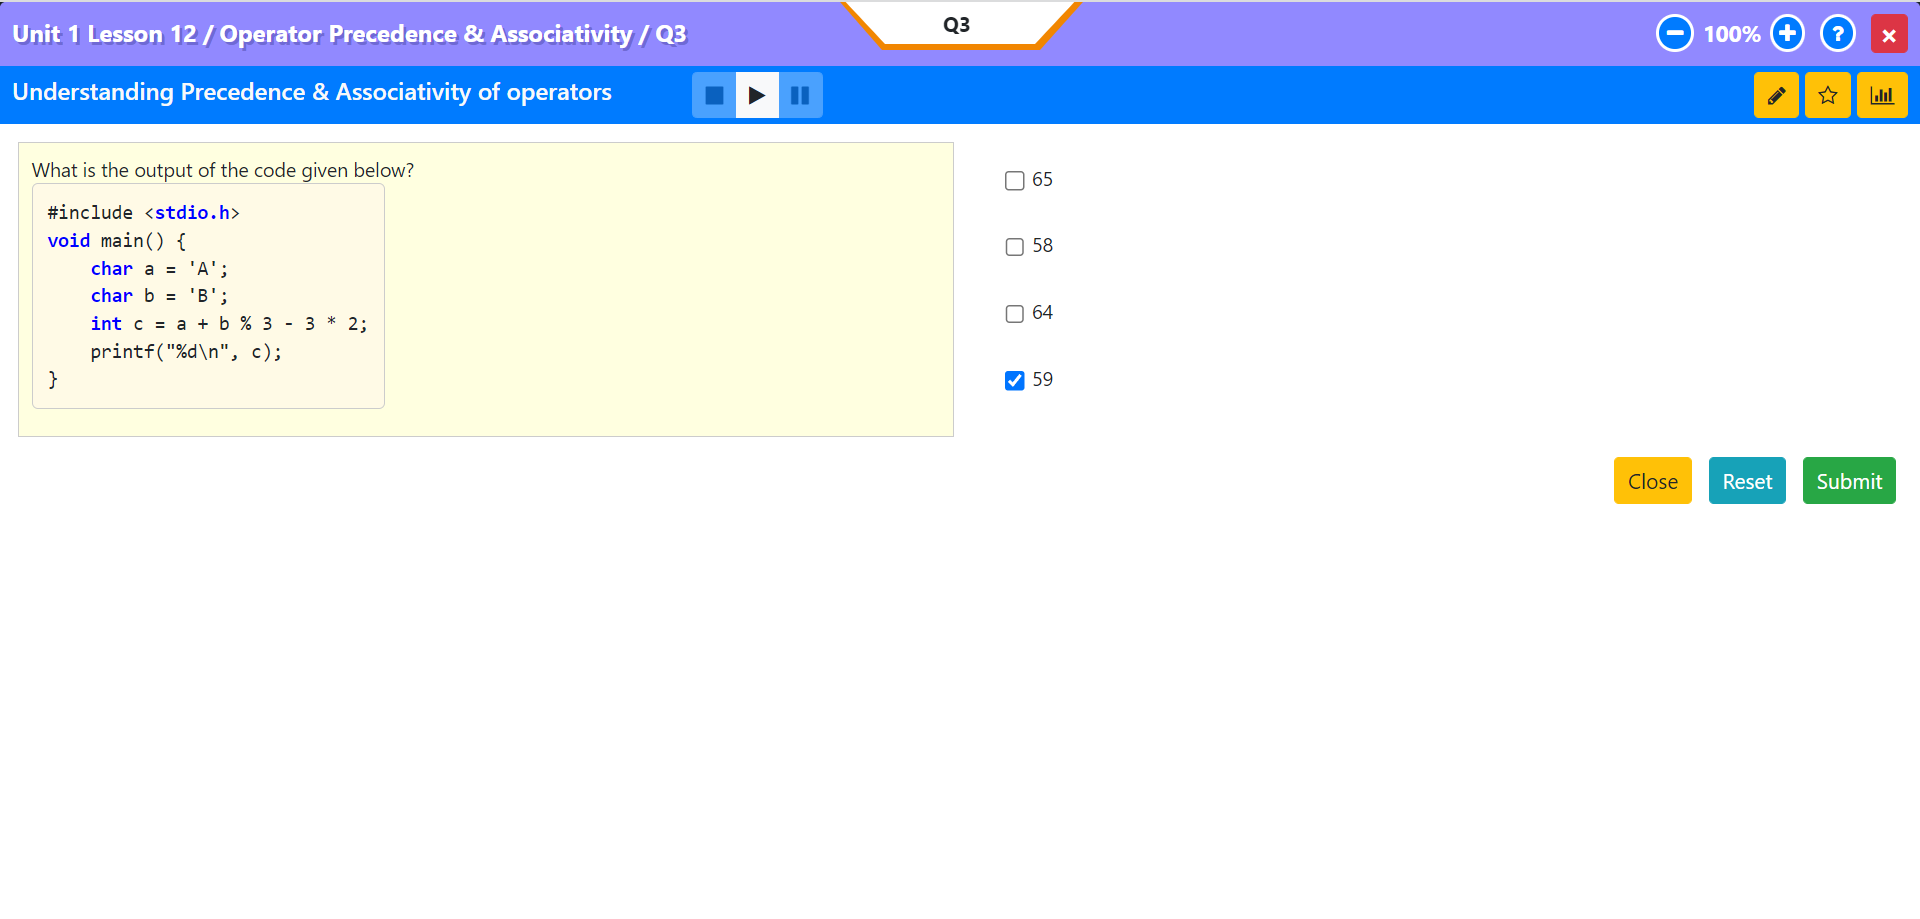 Unit 1 Lesson 12 / Operator Precedence & Associativity / Q3
Q3
100%
Understanding Precedence & Associativity of operators
What is the output of the code given below?
#include <stdio.h>
void main() {
    char a = 'A';
    char b = 'B';
    int c = a + b % 3 - 3 * 2;
    printf("%d\n", c);
}
65
58
64
59
Close
Reset
Submit